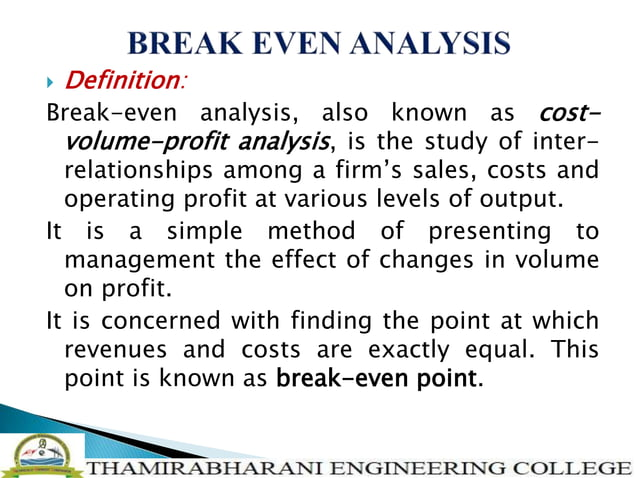 BREAK EVEN ANALYSIS
Definition:
Break-even analysis, also known as cost-
volume-profit analysis, is the study of inter-
relationships among a firm's sales, costs and
operating profit at various levels of output.
It is a simple method of presenting to
management the effect of changes in volume
on profit.
It is concerned with finding the point at which
revenues and costs are exactly equal. This
point is known as break-even point.
THAMIRABHARANI ENGINEERING COLLEGE